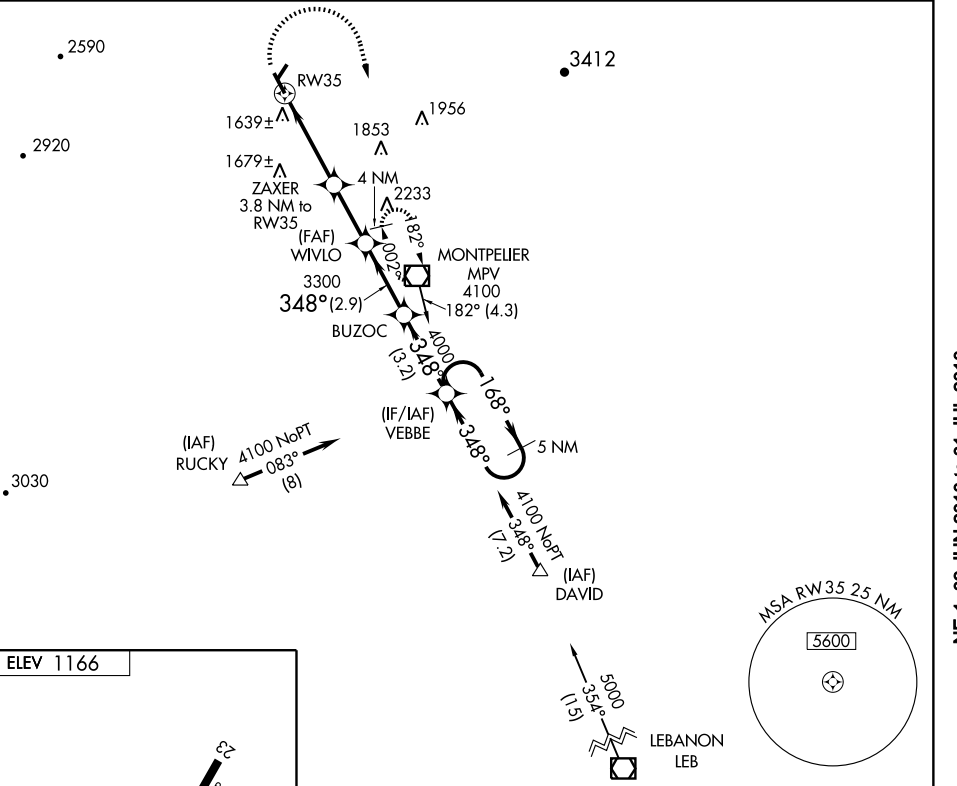 2590
RW35
3412
1956
1639±
1853
2920
1679±
4 NM
ZAXER
3.8 NM to
RW35
2233
(FAF)
WIVLO
182°
002°
MONTPELIER
MPV
4100
182° (4.3)
3300
348° (2.9)
BUZOC
4000
348°
(3.2)
(IF/IAF)
VEBBE
168°
348°
5 NM
(IAF)
RUCKY
4100 NoPT
083°
(8)
3030
4100 NoPT
348°
(7.2)
(IAF)
DAVID
MSA RW35 25 NM
5600
ELEV 1166
5000
354°
(15)
LEBANON
LEB
23